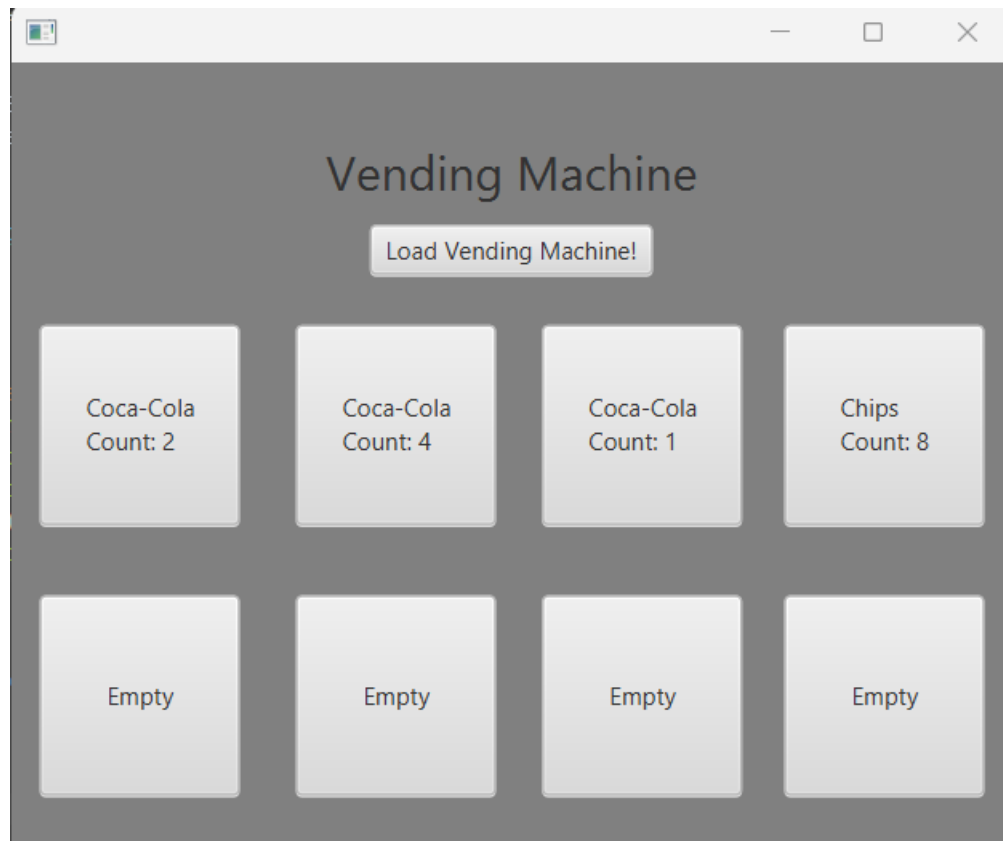 Vending Machine
Load Vending Machine!
Coca-Cola
Count: 2
Coca-Cola
Count: 4
Coca-Cola
Count: 1
Chips
Count: 8
Empty
Empty
Empty
Empty